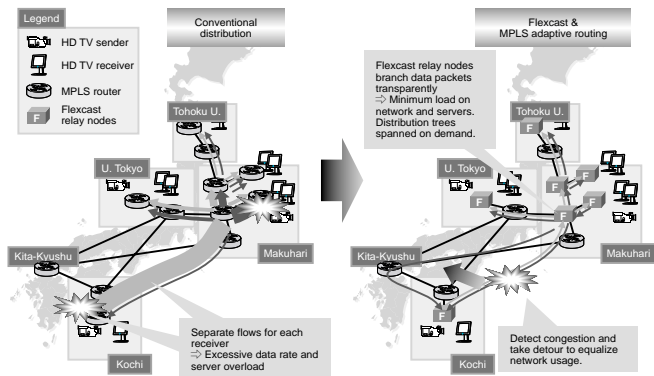 Legend
HD TV sender
HD TV receiver
MPLS router
Flexcast
relay nodes
F
Conventional
distribution
Tohoku U.
U. Tokyo
Kita-Kyushu
Makuhari
Kochi
Separate flows for each
receiver
⇒ Excessive data rate and
server overload
Flexcast &
MPLS adaptive routing
Flexcast relay nodes
branch data packets
transparently
⇒ Minimum load on
network and servers.
Distribution trees
spanned on demand.
Tohoku U.
F
U. Tokyo
F
F
F
F
F
Kita-Kyushu
Makuhari
F
Kochi
Detect congestion and
take detour to equalize
network usage.